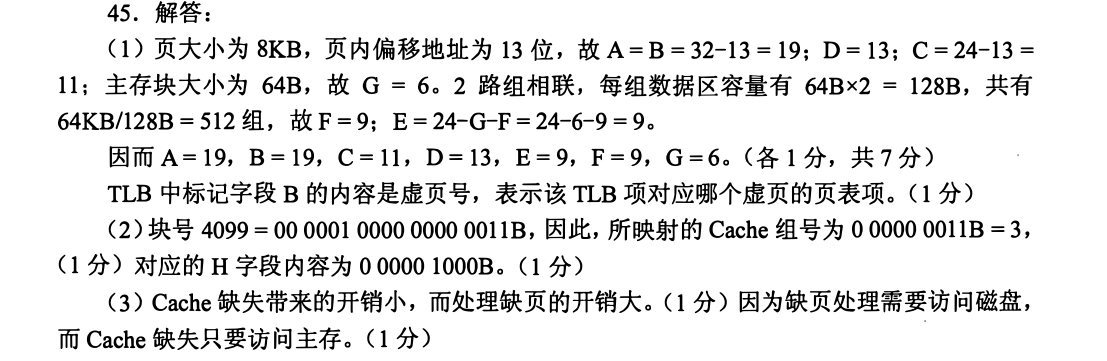 45．解答：
（1）页大小为 8KB，页内偏移地址为 13 位，故 A = B = 32−13 = 19；D = 13；C = 24−13 =
11；主存块大小为 64B，故 G = 6。2 路组相联，每组数据区容量有 64B×2 = 128B，共有
64KB/128B = 512 组，故 F = 9；E = 24−G−F = 24−6−9 = 9。
因而 A = 19，B = 19，C = 11，D = 13，E = 9，F = 9，G = 6。（各 1 分，共 7 分）
TLB 中标记字段 B 的内容是虚页号，表示该 TLB 项对应哪个虚页的页表项。（1 分）
（2）块号 4099 = 00 0001 0000 0000 0011B，因此，所映射的 Cache 组号为 0 0000 0011B = 3，
（1 分）对应的 H 字段内容为 0 0000 1000B。（1 分）
（3）Cache 缺失带来的开销小，而处理缺页的开销大。（1 分）因为缺页处理需要访问磁盘，
而 Cache 缺失只要访问主存。（1 分）